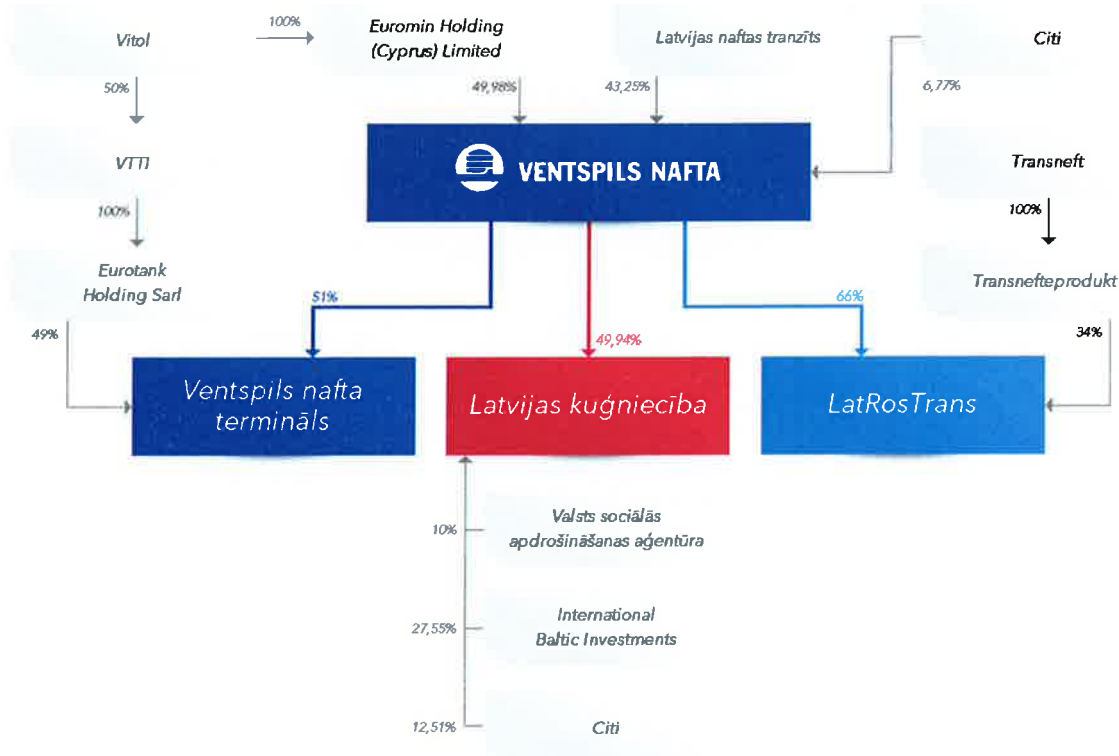 Vitol
100%
Euromin Holding
(Cyprus) Limited
Latvijas naftas tranzīts
Citi
50%
49,98%
43,25%
6,77%
VTTI
VENTSPILS NAFTA
Transneft
100%
100%
Eurotank
Holding Sarl
Transnefteprodukt
51%
66%
49%
49,94%
34%
Ventspils nafta
termināls
Latvijas kuģniecība
LatRosTrans
10%
Valsts sociālās
apdrošināšanas aģentūra
27,55%
International
Baltic Investments
12,51%
Citi